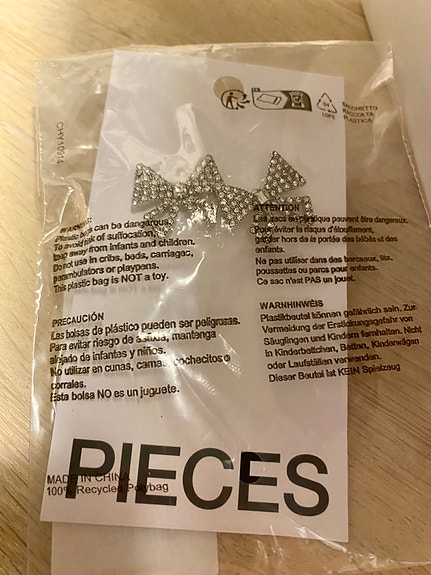 CHY10314
04
LDPE
SACCHETTO
RACCOLTA
PLASTICA
WARNING:
Plastic bags can be dangerous.
To avoid risk of suffocation,
keep away from infants and children.
Do not use in cribs, beds, carriages,
perambulators or playpens.
This plastic bag is NOT a toy.
ATTENTION
Les sacs en plastique peuvent être dangereux.
Pour éviter le risque d'étouffement,
garder hors de la portée des bébés et des
enfants.
Ne pas utiliser dans des berceaux, lits,
poussettes ou parcs pour enfants.
Ce sac n'est PAS un jouet.
PRECAUCIÓN
Las bolsas de plástico pueden ser peligrosas.
Para evitar riesgo de asfixia, mantenga
alejado de infantes y niños.
No utilizar en cunas, camas, cochecitos o
corrales.
Esta bolsa NO es un juguete.
WARNHINWEIS
Plastikbeutel können gefährlich sein. Zur
Vermeidung der Erstickungsgefahr von
Säuglingen und Kindern fernhalten. Nicht
in Kinderbettchen, Betten, Kinderwägen
oder Laufställen verwenden.
Dieser Beutel ist KEIN Spielzeug
MADE IN CHINA
100% Recycled Polybag
PIECES